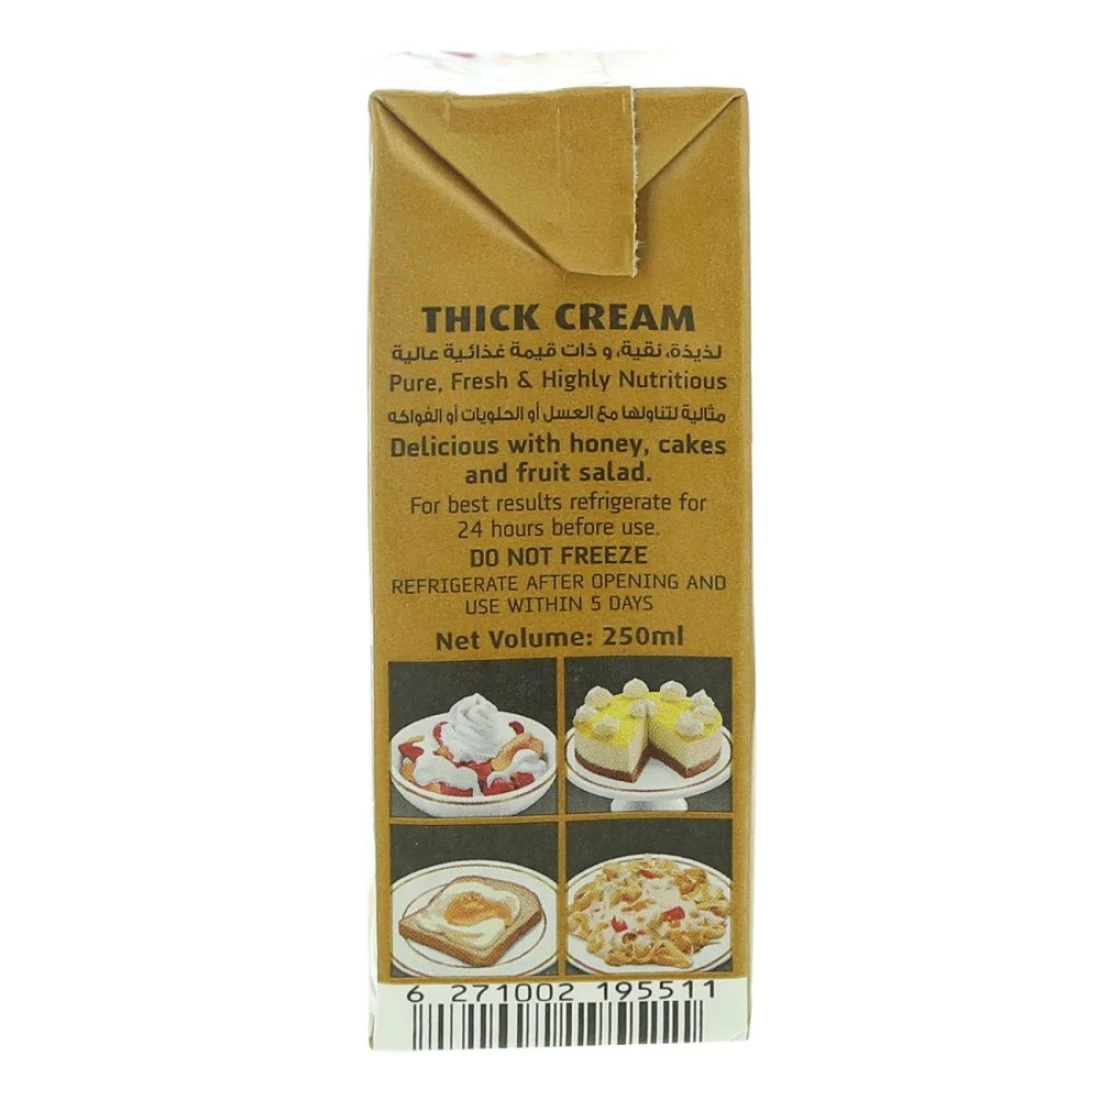 THICK CREAM
لذيذة، نقية، و ذات قيمة غذائية عالية
Pure, Fresh & Highly Nutritious
مثالية لتناولها مع العسل أو الحلويات أو الفواكه
Delicious with honey, cakes
and fruit salad.
For best results refrigerate for
24 hours before use.
DO NOT FREEZE
REFRIGERATE AFTER OPENING AND
USE WITHIN 5 DAYS
Net Volume: 250ml
6 271002 195511